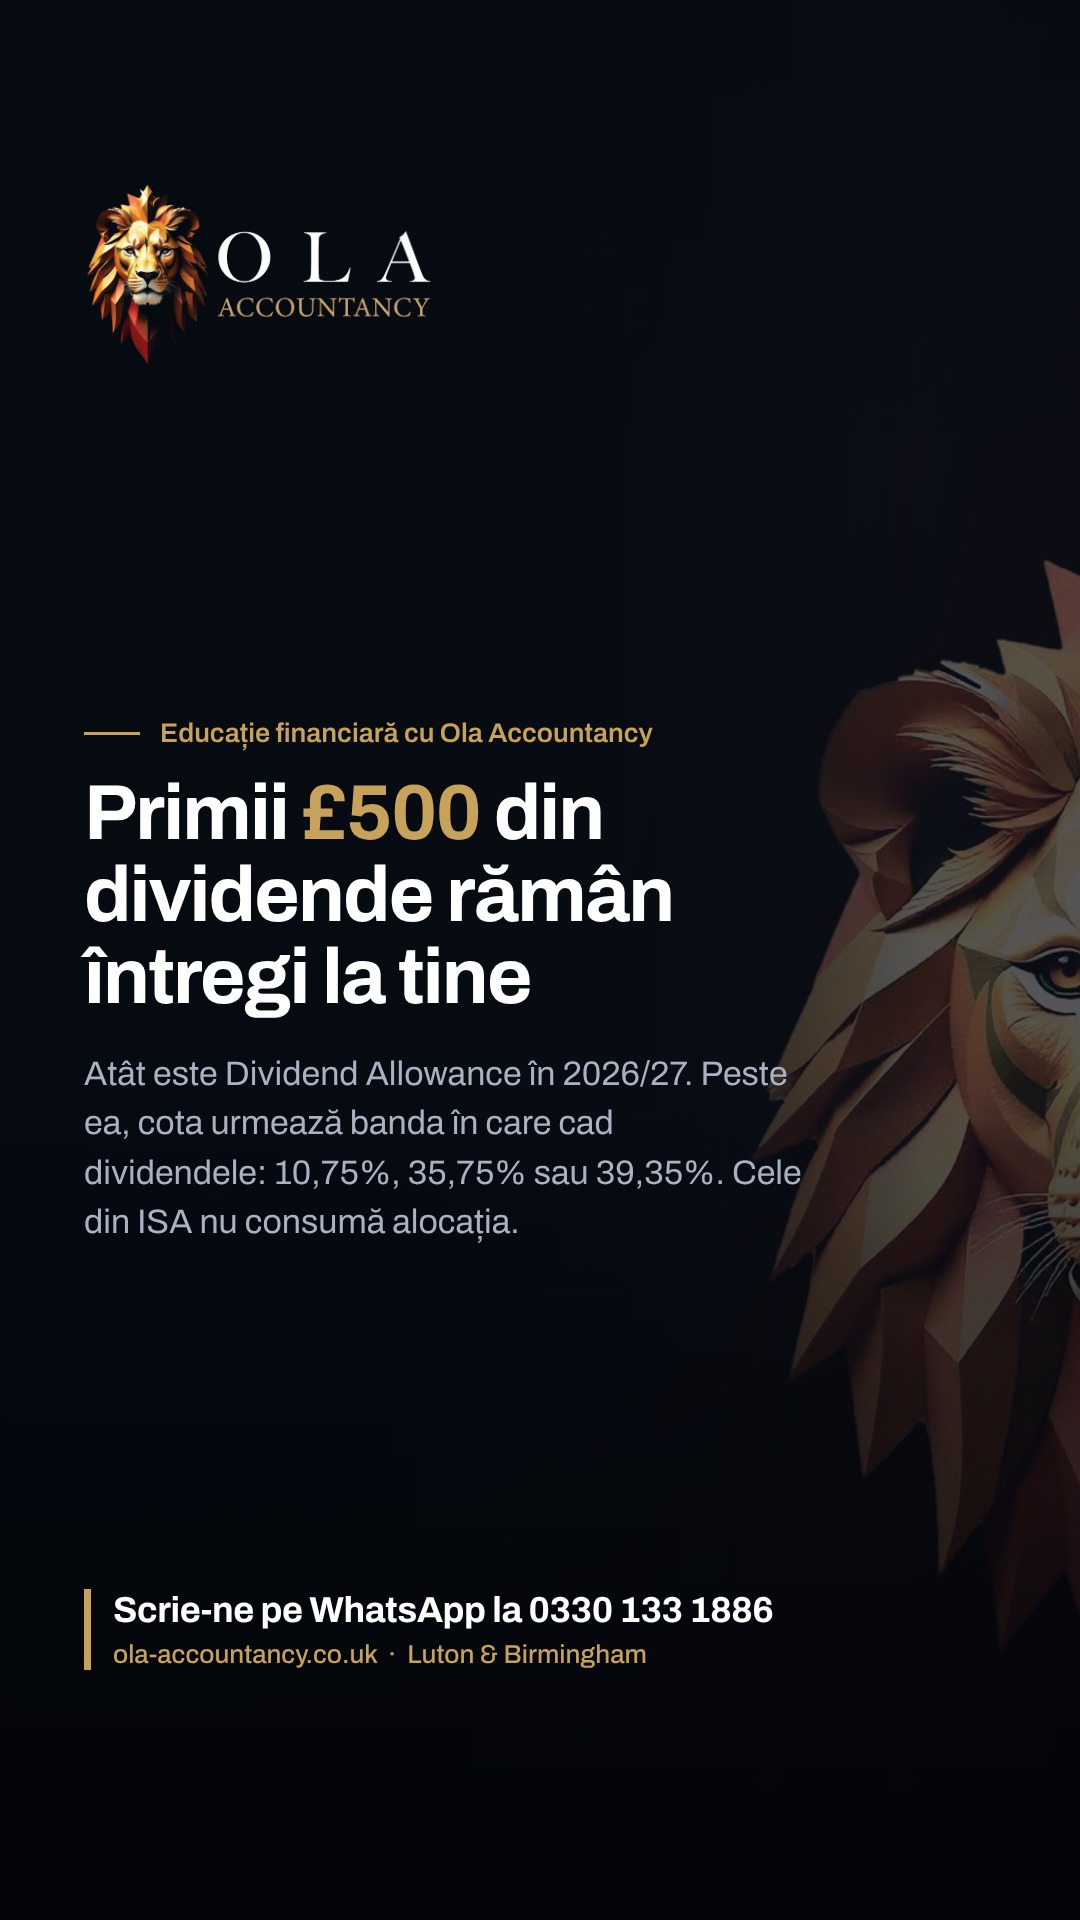 OLA
ACCOUNTANCY
Educație financiară cu Ola Accountancy
Primii £500 din
dividende rămân
întregi la tine
Atât este Dividend Allowance în 2026/27. Peste
ea, cota urmează banda în care cad
dividendele: 10,75%, 35,75% sau 39,35%. Cele
din ISA nu consumă alocația.
Scrie-ne pe WhatsApp la 0330 133 1886
ola-accountancy.co.uk · Luton & Birmingham